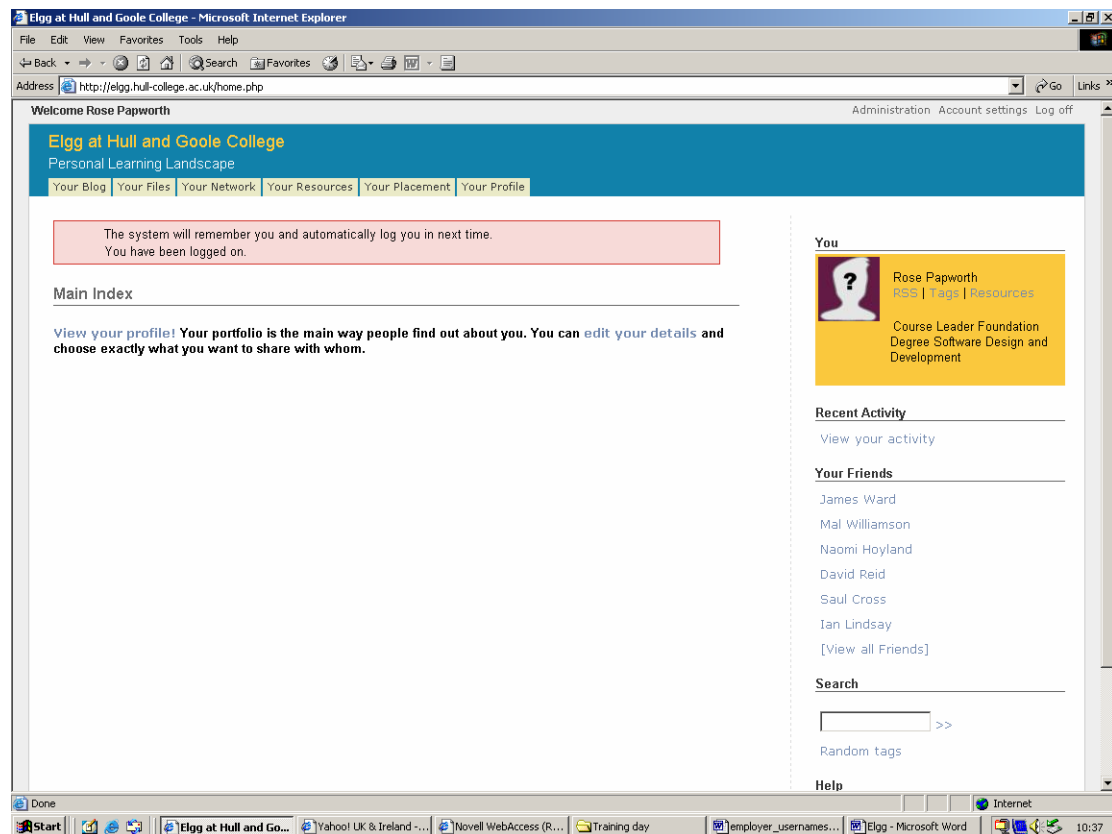 Elgg at Hull and Goole College - Microsoft Internet Explorer
File Edit View Favorites Tools Help
Back Search Favorites
Address http://elgg.hull-college.ac.uk/home.php Go Links »
Welcome Rose Papworth Administration Account settings Log off
Elgg at Hull and Goole College
Personal Learning Landscape
Your Blog Your Files Your Network Your Resources Your Placement Your Profile
The system will remember you and automatically log you in next time.
You have been logged on.
Main Index
View your profile! Your portfolio is the main way people find out about you. You can edit your details and
choose exactly what you want to share with whom.
You
?
Rose Papworth
RSS | Tags | Resources
Course Leader Foundation
Degree Software Design and
Development
Recent Activity
View your activity
Your Friends
James Ward
Mal Williamson
Naomi Hoyland
David Reid
Saul Cross
Ian Lindsay
[View all Friends]
Search
>>
Random tags
Help
Done Internet
Start Elgg at Hull and Go... Yahoo! UK & Ireland -... Novell WebAccess (R... Training day employer_usernames... Elgg - Microsoft Word 10:37